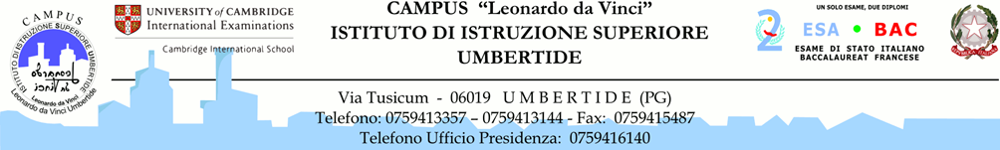 CAMPUS
ISTITUTO DI ISTRUZIONE SUPERIORE UMBERTIDE
Leonardo da Vinci
Leonardo da Vinci Umbertide
UNIVERSITY of CAMBRIDGE
International Examinations
Cambridge International School
CAMPUS “Leonardo da Vinci”
ISTITUTO DI ISTRUZIONE SUPERIORE
UMBERTIDE
Via Tusicum - 06019 U M B E R T I D E (PG)
Telefono: 0759413357 – 0759413144 - Fax: 0759415487
Telefono Ufficio Presidenza: 0759416140
UN SOLO ESAME, DUE DIPLOMI
2 ESA • BAC
ESAME DI STATO ITALIANO
BACCALAUREAT FRANCESE